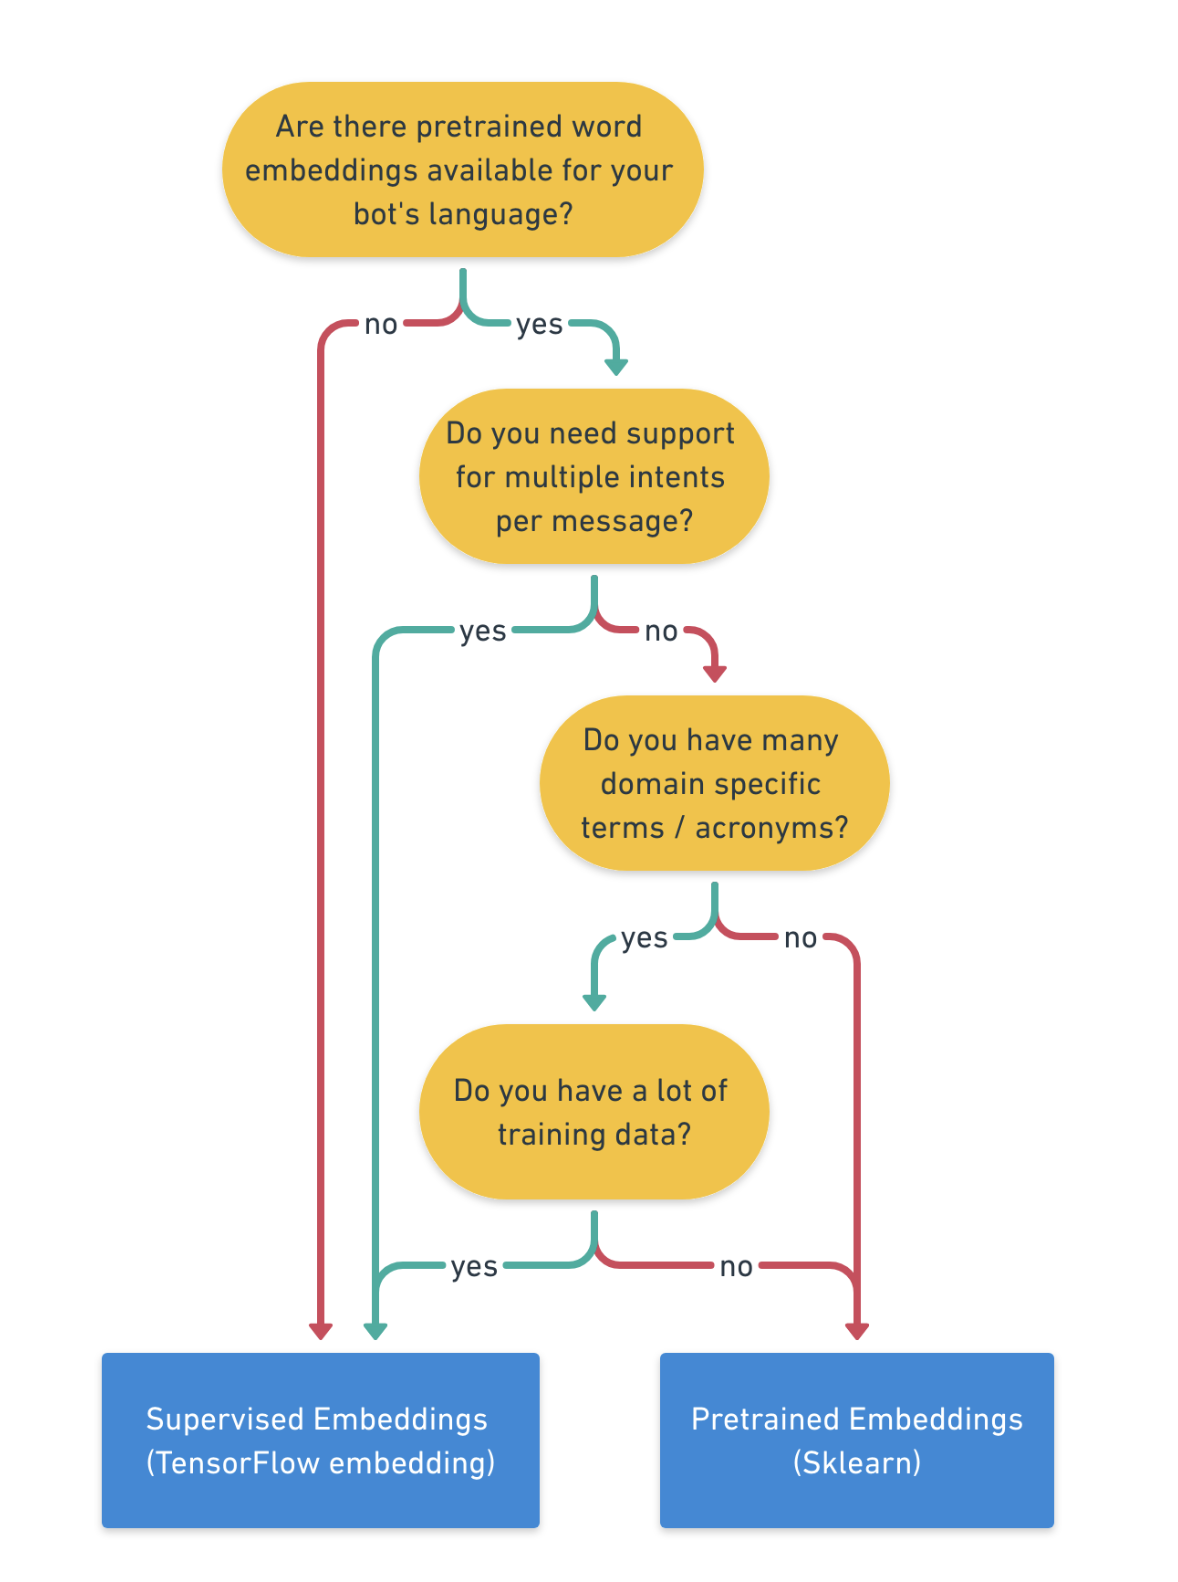 Are there pretrained word
embeddings available for your
bot's language?
no
yes
Do you need support
for multiple intents
per message?
yes
no
Do you have many
domain specific
terms / acronyms?
yes
no
Do you have a lot of
training data?
yes
no
Supervised Embeddings
(TensorFlow embedding)
Pretrained Embeddings
(Sklearn)